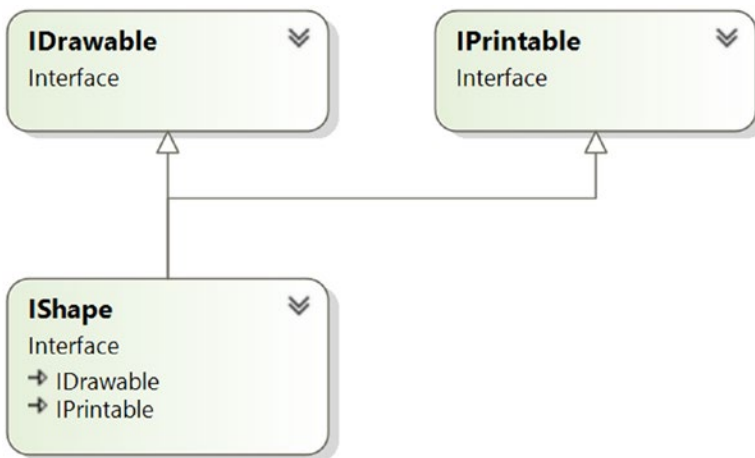 IDrawable
Interface
IPrintable
Interface
IShape
Interface
IDrawable
IPrintable